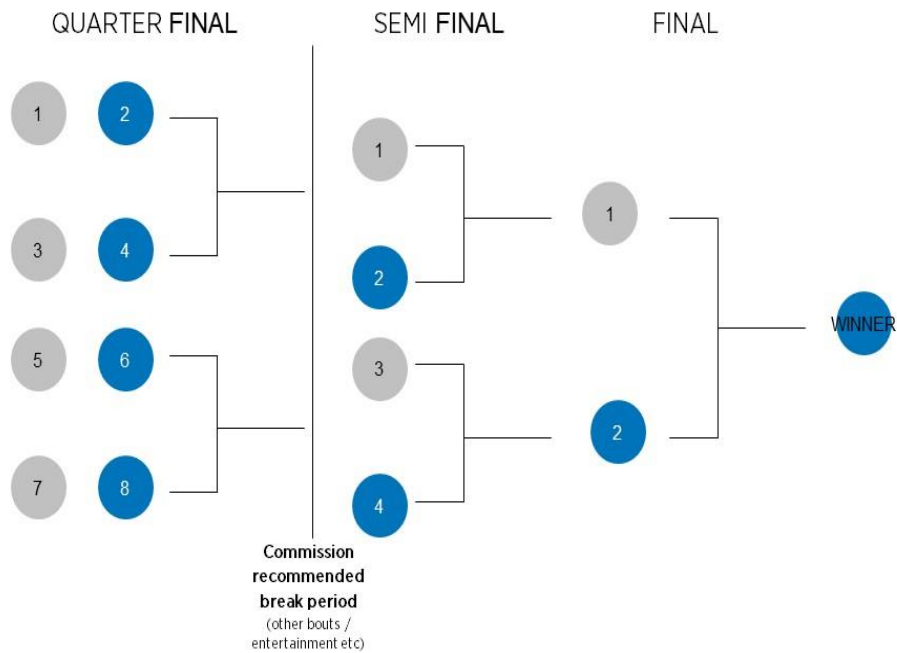 QUARTER FINAL
SEMI FINAL
FINAL
1 2
3 4
5 6
7 8
1
2
3
4
1
2
WINNER
Commission
recommended
break period
(other bouts /
entertainment etc)